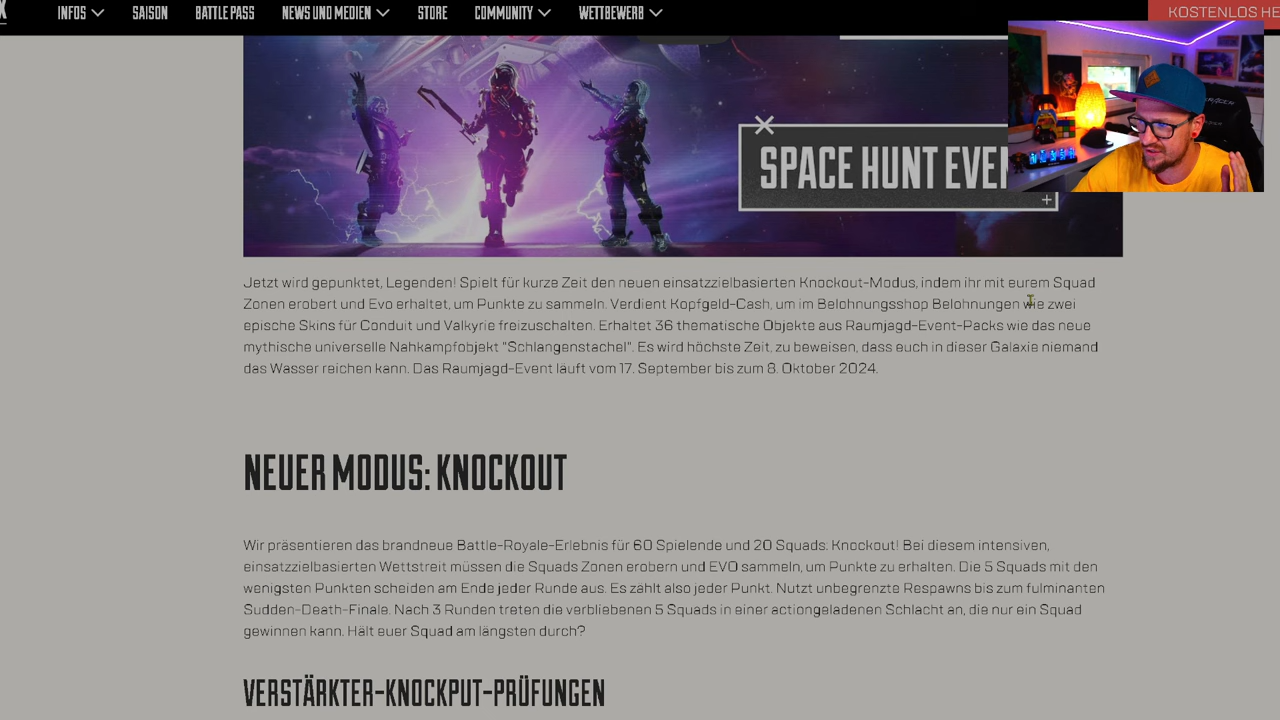 INFOS SAISON BATTLE PASS NEWS UND MEDIEN STORE COMMUNITY WETTBEWERB KOSTENLOS HE
SPACE HUNT EVEN
Jetzt wird gepunktet, Legenden! Spielt für kurze Zeit den neuen einsatzzielbasierten Knockout-Modus, indem ihr mit eurem Squad
Zonen erobert und Evo erhaltet, um Punkte zu sammeln. Verdient Kopfgeld-Cash, um im Belohnungsshop Belohnungen wie zwei
epische Skins für Conduit und Valkyrie freizuschalten. Erhaltet 36 thematische Objekte aus Raumjagd-Event-Packs wie das neue
mythische universelle Nahkampfobjekt "Schlangenstachel". Es wird höchste Zeit, zu beweisen, dass euch in dieser Galaxie niemand
das Wasser reichen kann. Das Raumjagd-Event läuft vom 17. September bis zum 8. Oktober 2024.
NEUER MODUS: KNOCKOUT
Wir präsentieren das brandneue Battle-Royale-Erlebnis für 60 Spielende und 20 Squads: Knockout! Bei diesem intensiven,
einsatzzielbasierten Wettstreit müssen die Squads Zonen erobern und EVO sammeln, um Punkte zu erhalten. Die 5 Squads mit den
wenigsten Punkten scheiden am Ende jeder Runde aus. Es zählt also jeder Punkt. Nutzt unbegrenzte Respawns bis zum fulminanten
Sudden-Death-Finale. Nach 3 Runden treten die verbliebenen 5 Squads in einer actiongeladenen Schlacht an, die nur ein Squad
gewinnen kann. Hält euer Squad am längsten durch?
VERSTÄRKTER-KNOCKPUT-PRÜFUNGEN